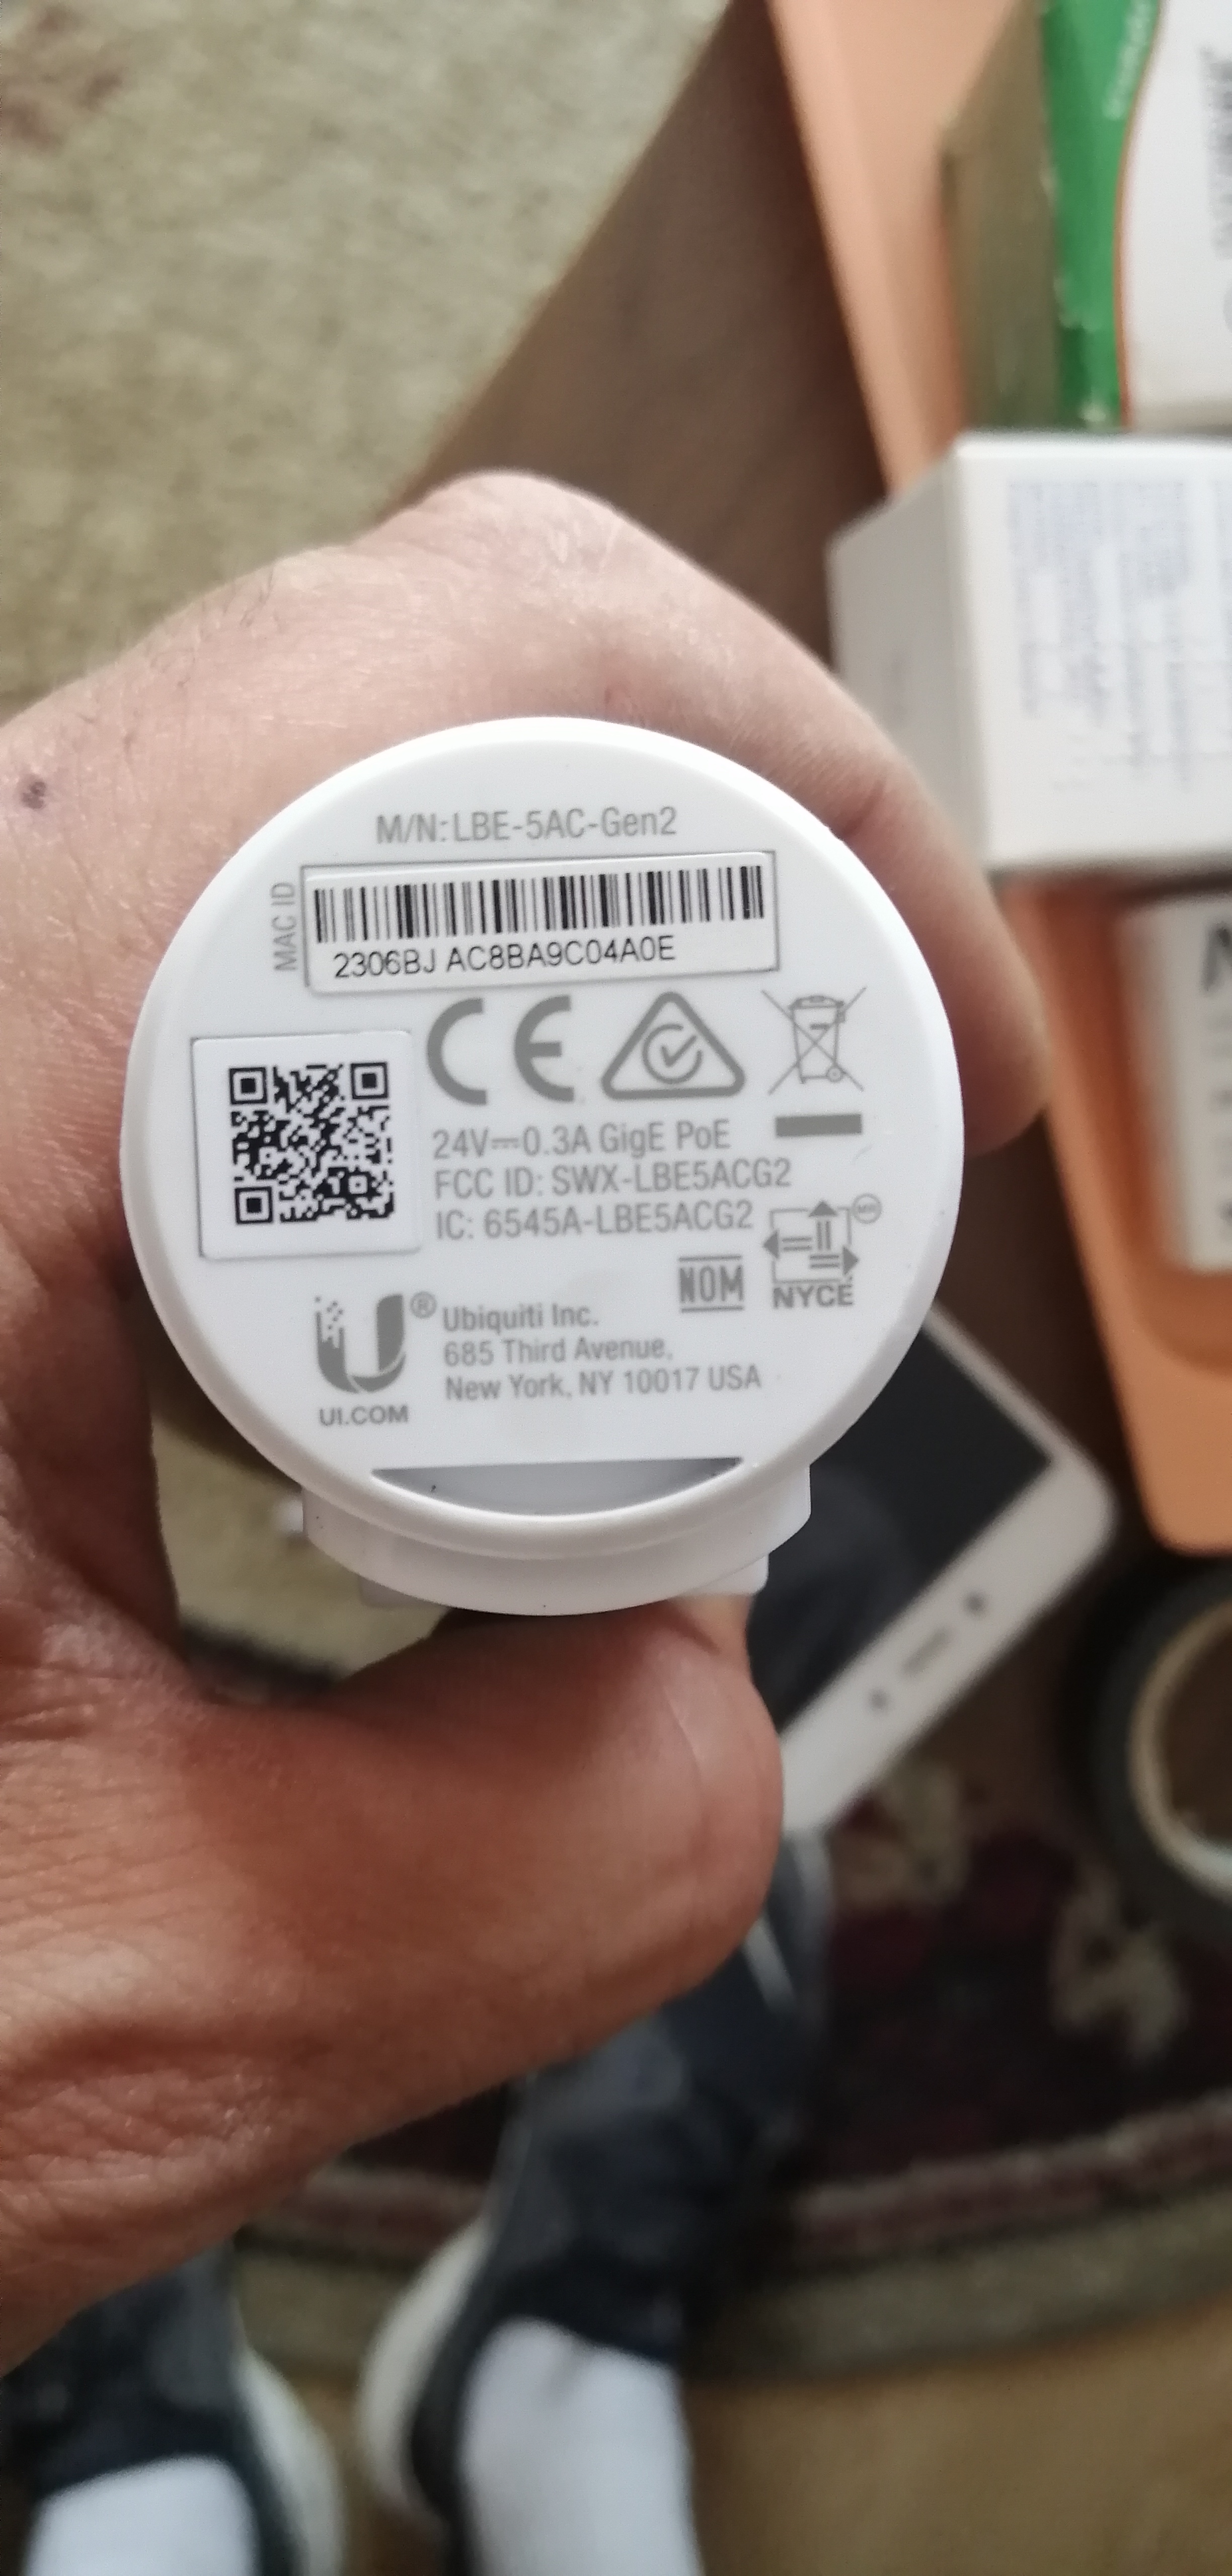 M/N: LBE-5AC-Gen2
MAC ID
2306BJ AC8BA9C04A0E
CE
24V⎓0.3A GigE PoE
FCC ID: SWX-LBE5ACG2
IC: 6545A-LBE5ACG2
NOM
NYCE
U®
Ubiquiti Inc.
685 Third Avenue,
New York, NY 10017 USA
UI.COM